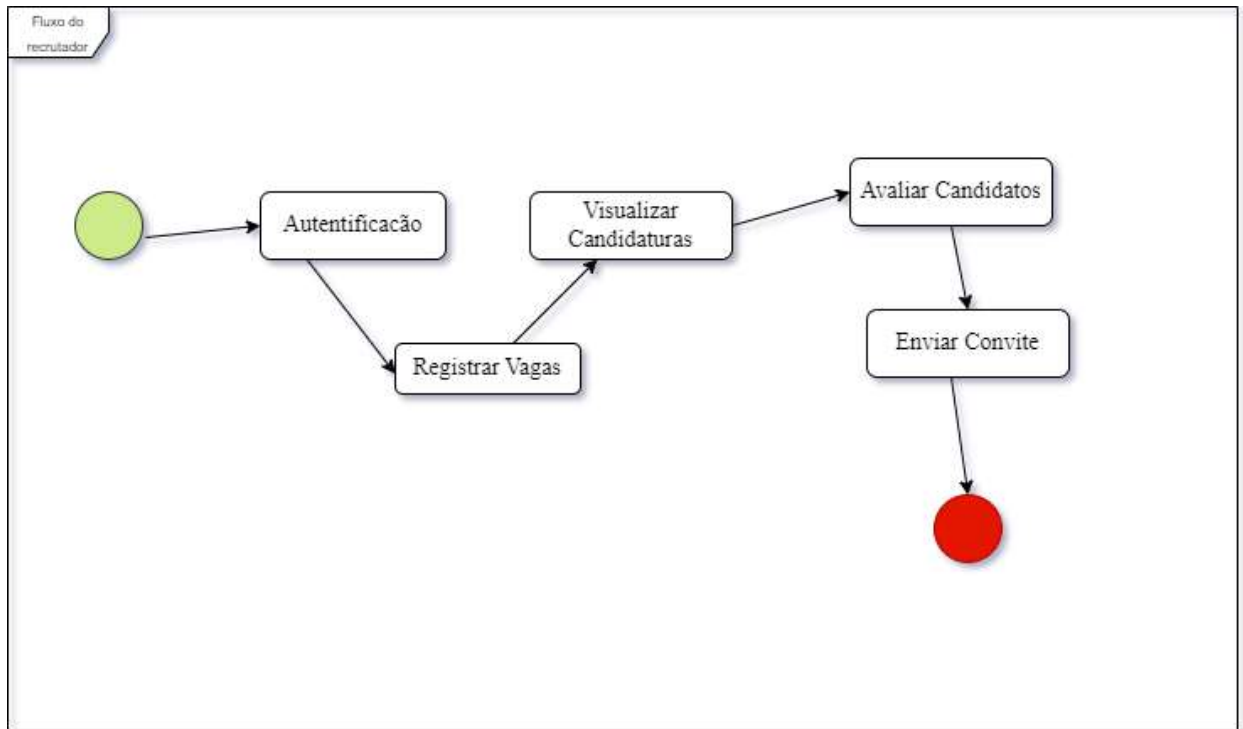 Fluxo do
recrutador
Autentificacão
Registrar Vagas
Visualizar
Candidaturas
Avaliar Candidatos
Enviar Convite